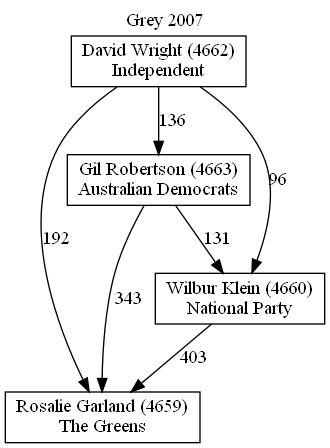 Grey 2007
David Wright (4662)
Independent
136
Gil Robertson (4663)
Australian Democrats
96
192
131
Wilbur Klein (4660)
National Party
343
403
Rosalie Garland (4659)
The Greens